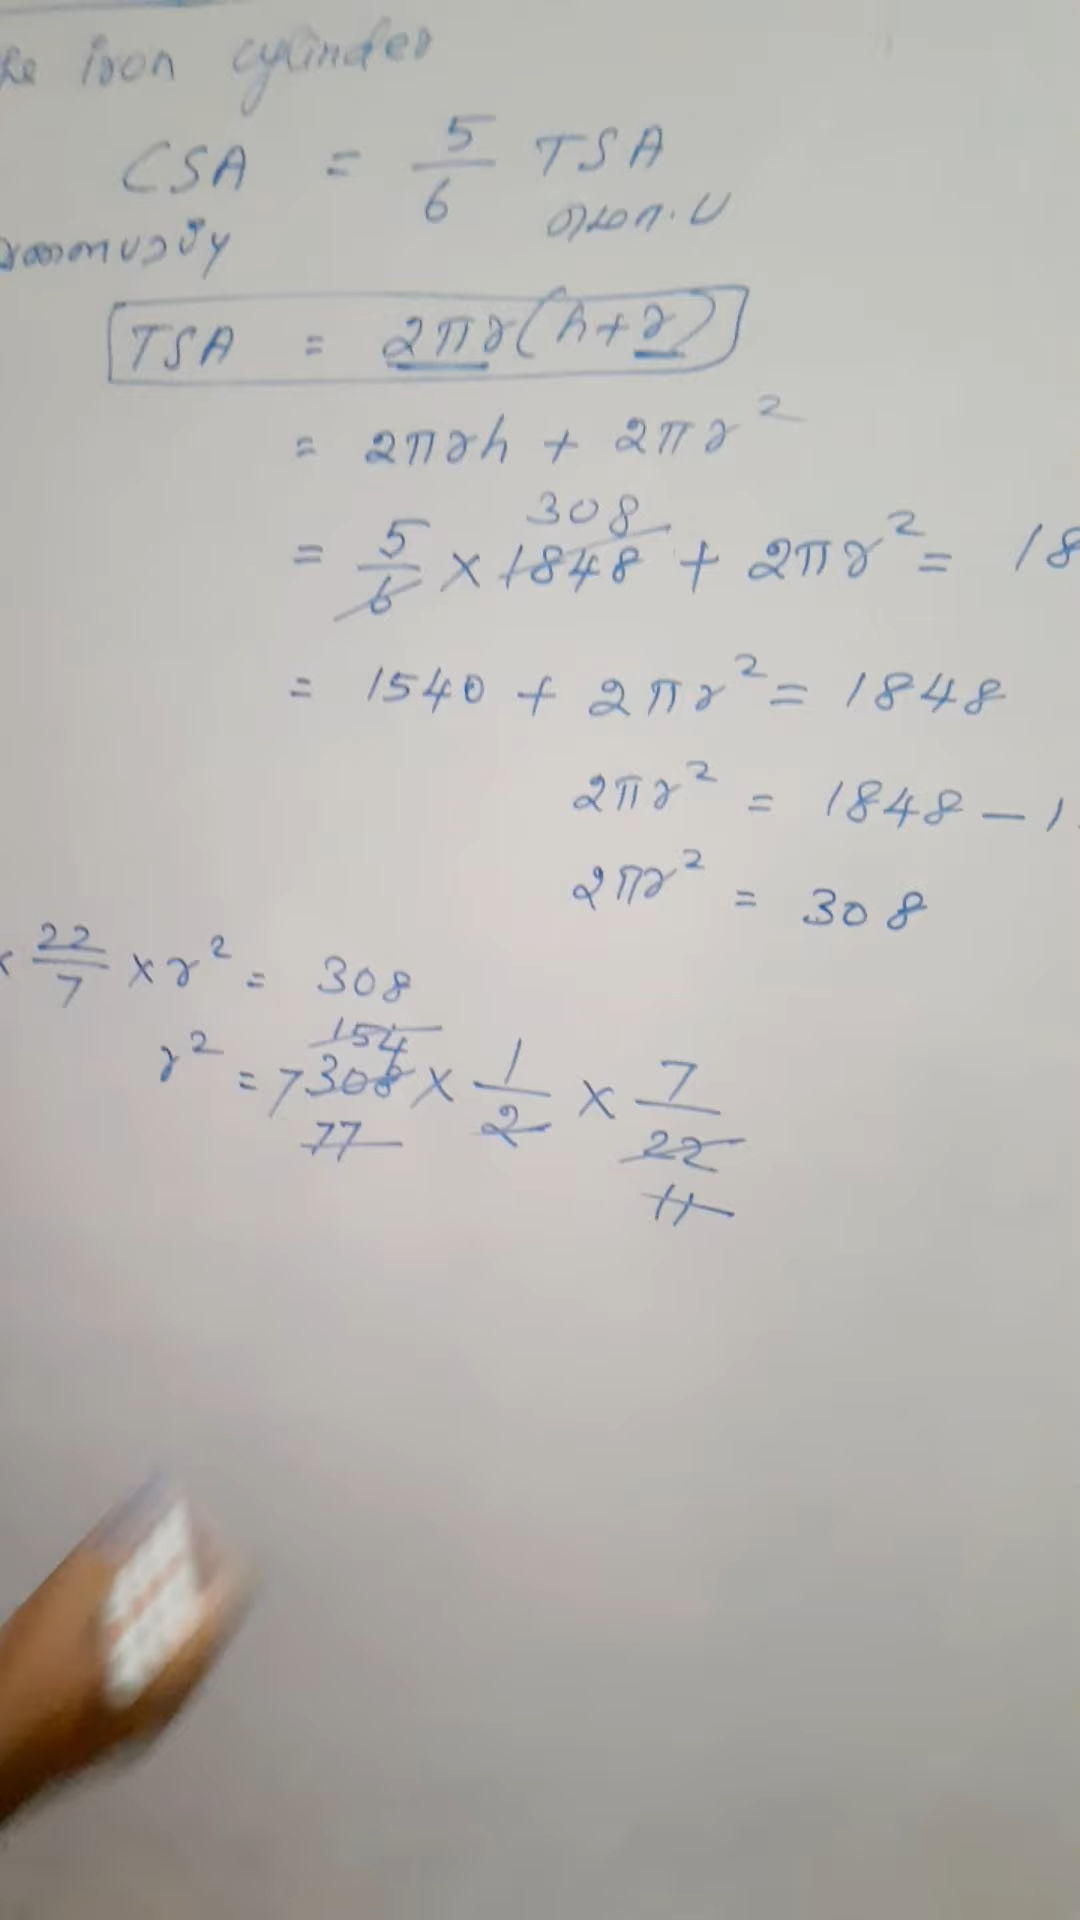 iron cylinder
CSA = 5/6 TSA
TSA = 2πr(h+r)
= 2πrh + 2πr²
= 5/6 × 1848 + 2πr² = 18
308
= 1540 + 2πr² = 1848
2πr² = 1848 - 1
2πr² = 308
22/7 × r² = 308
154
r² = 7 308 × 1/2 × 7/22
77 11